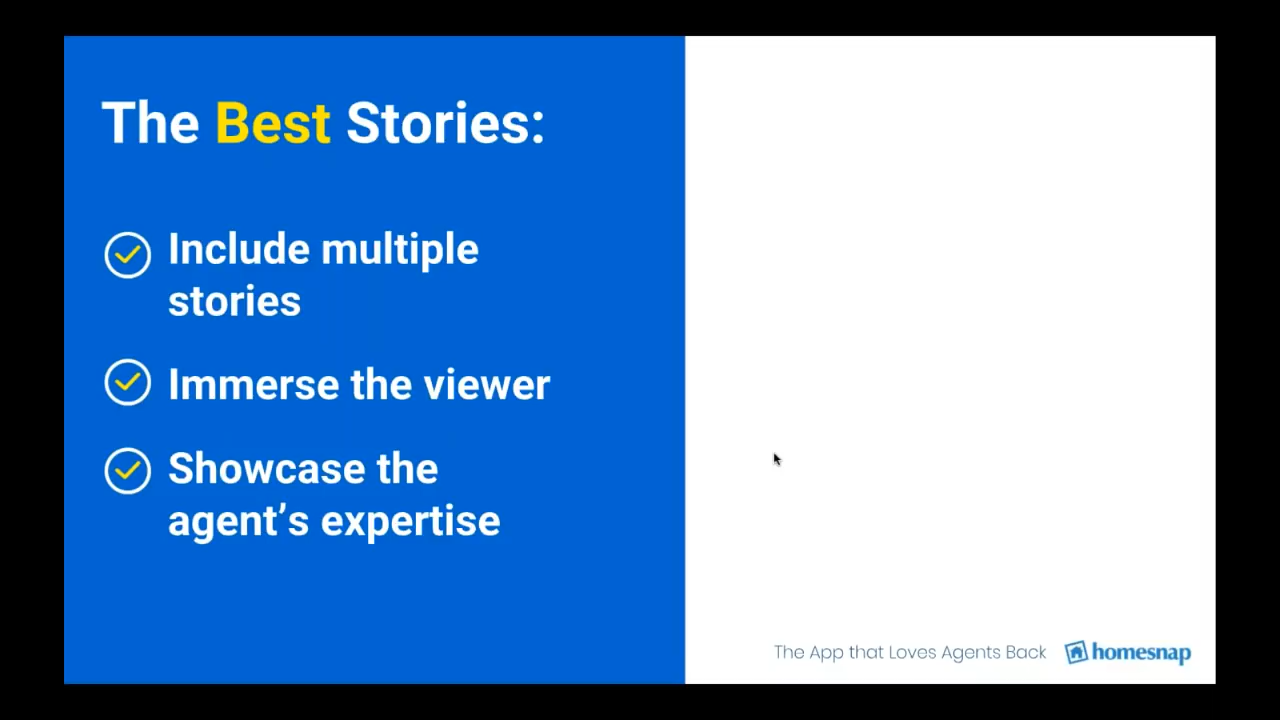 The Best Stories:
Include multiple
stories
Immerse the viewer
Showcase the
agent’s expertise
The App that Loves Agents Back homesnap